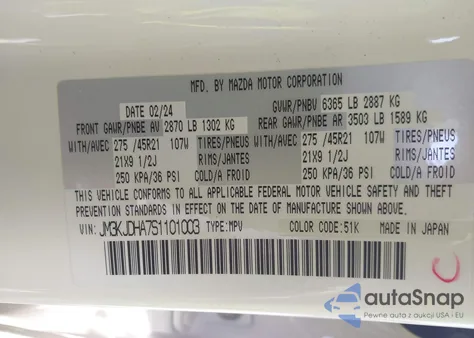 MFD. BY MAZDA MOTOR CORPORATION
DATE 02/24 GVWR/PNBV 6365 LB 2887 KG
FRONT GAWR/PNBE AV 2870 LB 1302 KG REAR GAWR/PNBE AR 3503 LB 1589 KG
WITH/AVEC 275 /45R21 107W TIRES/PNEUS WITH/AVEC 275 /45R21 107W TIRES/PNEUS
21X9 1/2J RIMS/JANTES 21X9 1/2J RIMS/JANTES
250 KPA/36 PSI COLD/A FROID 250 KPA/36 PSI COLD/A FROID
THIS VEHICLE CONFORMS TO ALL APPLICABLE FEDERAL MOTOR VEHICLE SAFETY AND THEFT
PREVENTION STANDARDS IN EFFECT ON THE DATE OF MANUFACTURE SHOWN ABOVE.
VIN: JM3KJDHA7S1101003 TYPE: MPV COLOR CODE: 51K MADE IN JAPAN
autoSnap
Pewne auta z aukcji USA - EU